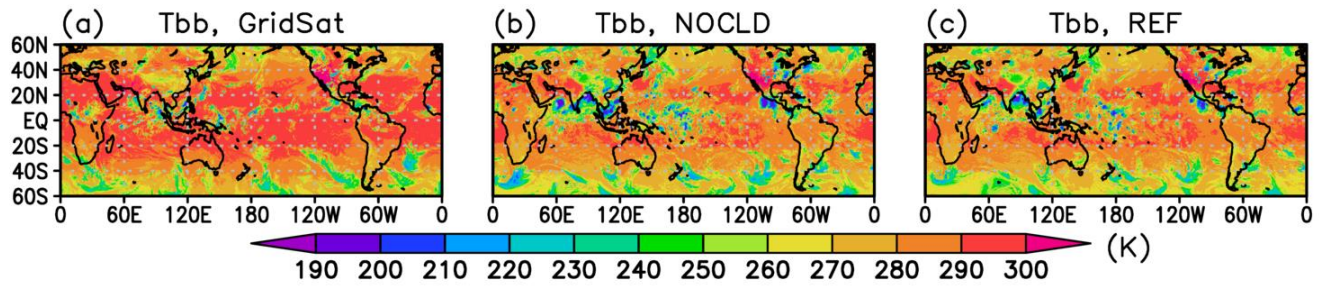 (a) Tbb, GridSat
(b) Tbb, NOCLD
(c) Tbb, REF
60N
40N
20N
EQ
20S
40S
60S
0 60E 120E 180 120W 60W 0
0 60E 120E 180 120W 60W 0
0 60E 120E 180 120W 60W 0
(K)
190 200 210 220 230 240 250 260 270 280 290 300